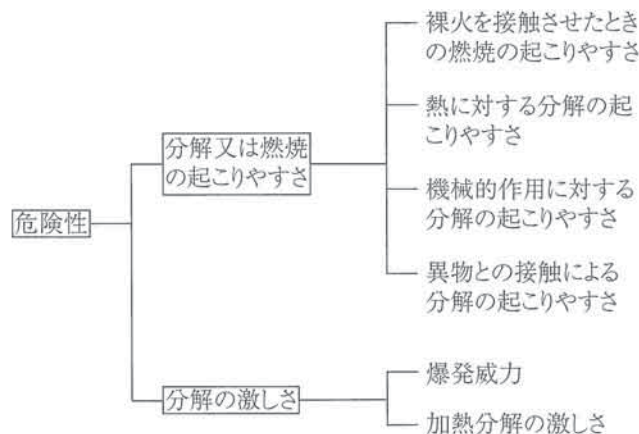 裸火を接触させたとき
の燃焼の起こりやすさ
熱に対する分解の起
こりやすさ
分解又は燃焼
の起こりやすさ
機械的作用に対する
分解の起こりやすさ
危険性
異物との接触による
分解の起こりやすさ
爆発威力
分解の激しさ
加熱分解の激しさ